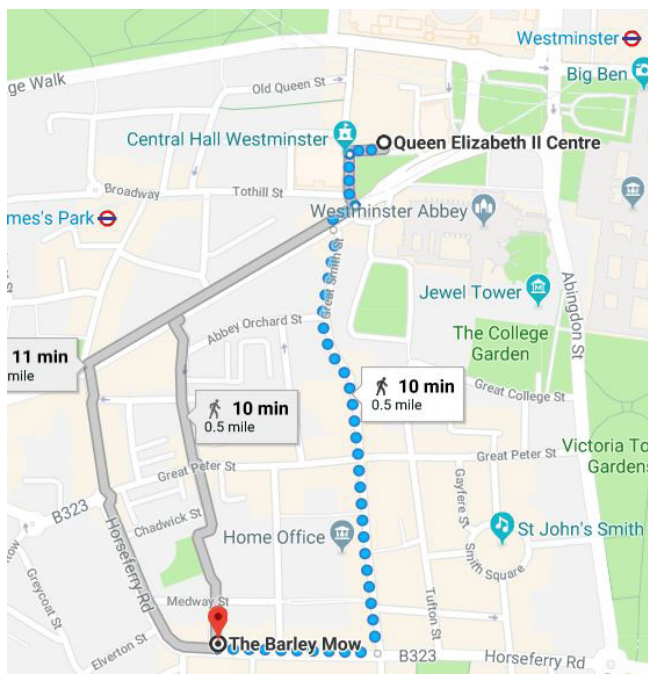 Westminster
Big Ben
ge Walk
Old Queen St
Central Hall Westminster
Queen Elizabeth II Centre
Broadway
Tothill St
mes's Park
Westminster Abbey
Great Smith St
Jewel Tower
Abingdon St
Abbey Orchard St
The College
Garden
11 min
mile
10 min
0.5 mile
10 min
0.5 mile
Great College St
Great Peter St
Great Peter St
Victoria To
Gardens
B323
Chadwick St
Home Office
Gayfere St
St John's Smith
Smith Square
Horseferry Rd
Greycoat St
Medway St
Tufton St
Elverton St
The Barley Mow
B323
Horseferry Rd